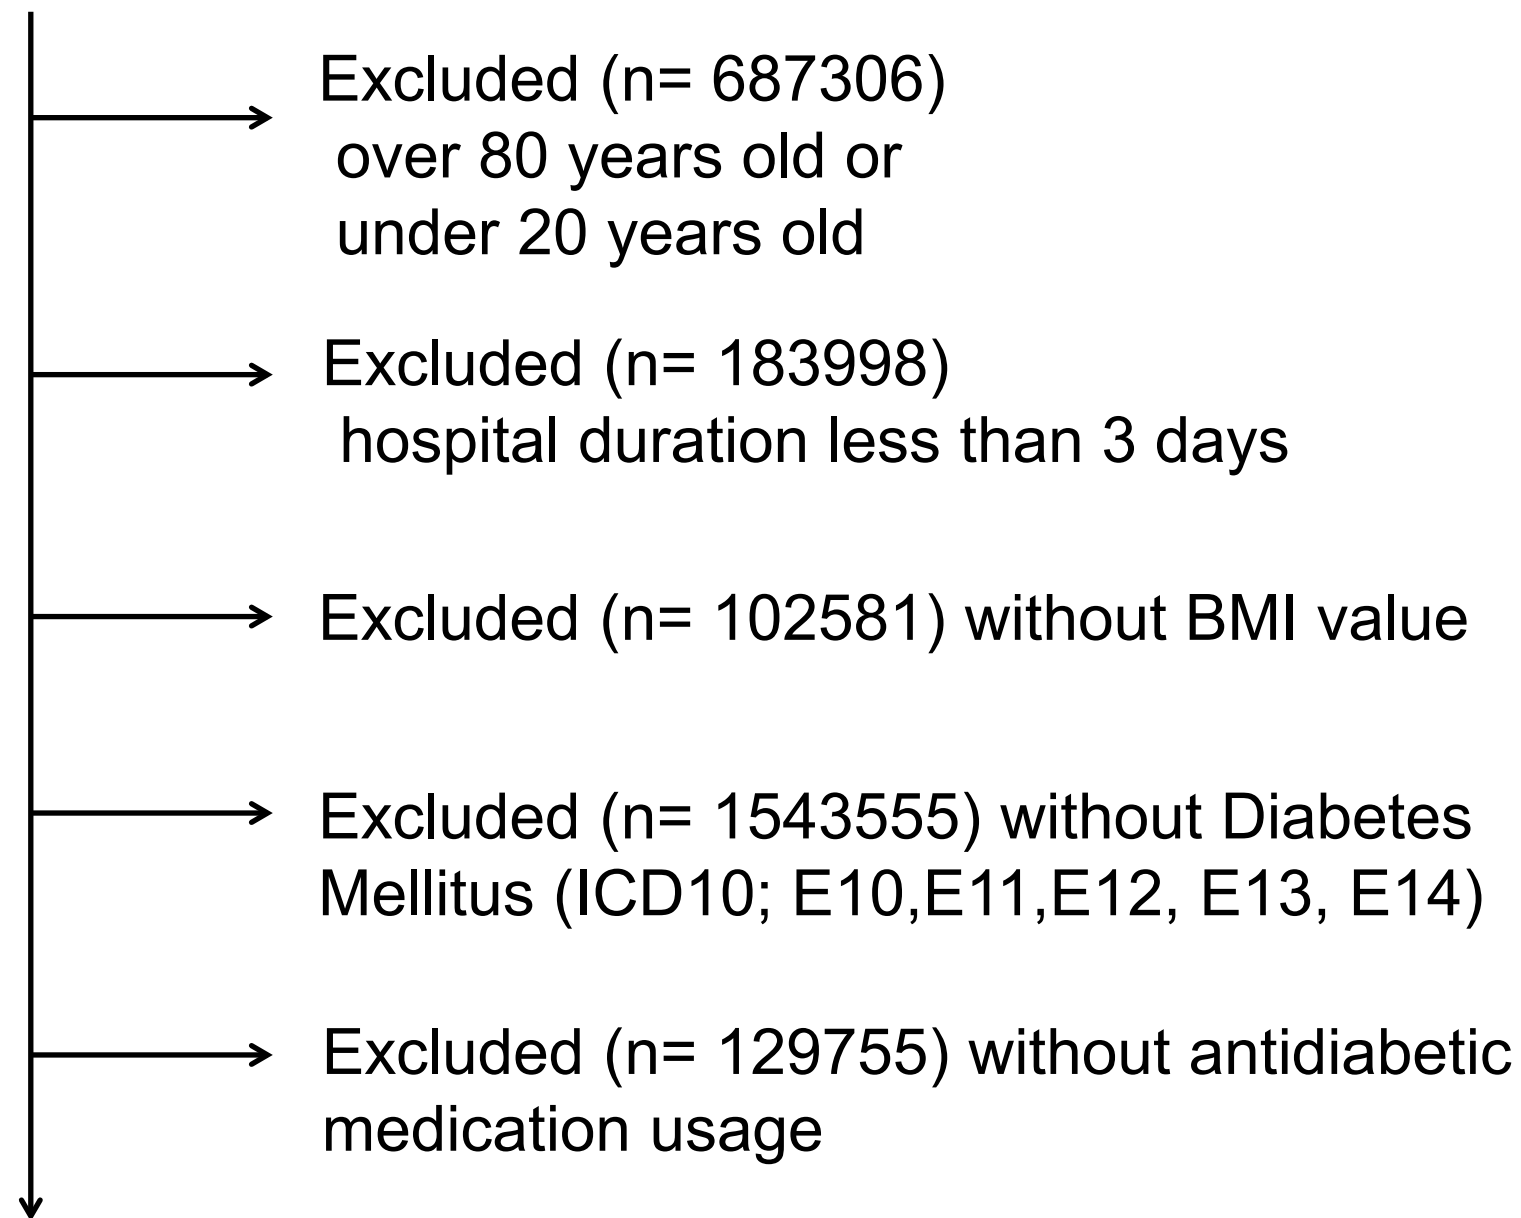 Excluded (n= 687306)
over 80 years old or
under 20 years old
Excluded (n= 183998)
hospital duration less than 3 days
Excluded (n= 102581) without BMI value
Excluded (n= 1543555) without Diabetes
Mellitus (ICD10; E10,E11,E12, E13, E14)
Excluded (n= 129755) without antidiabetic
medication usage